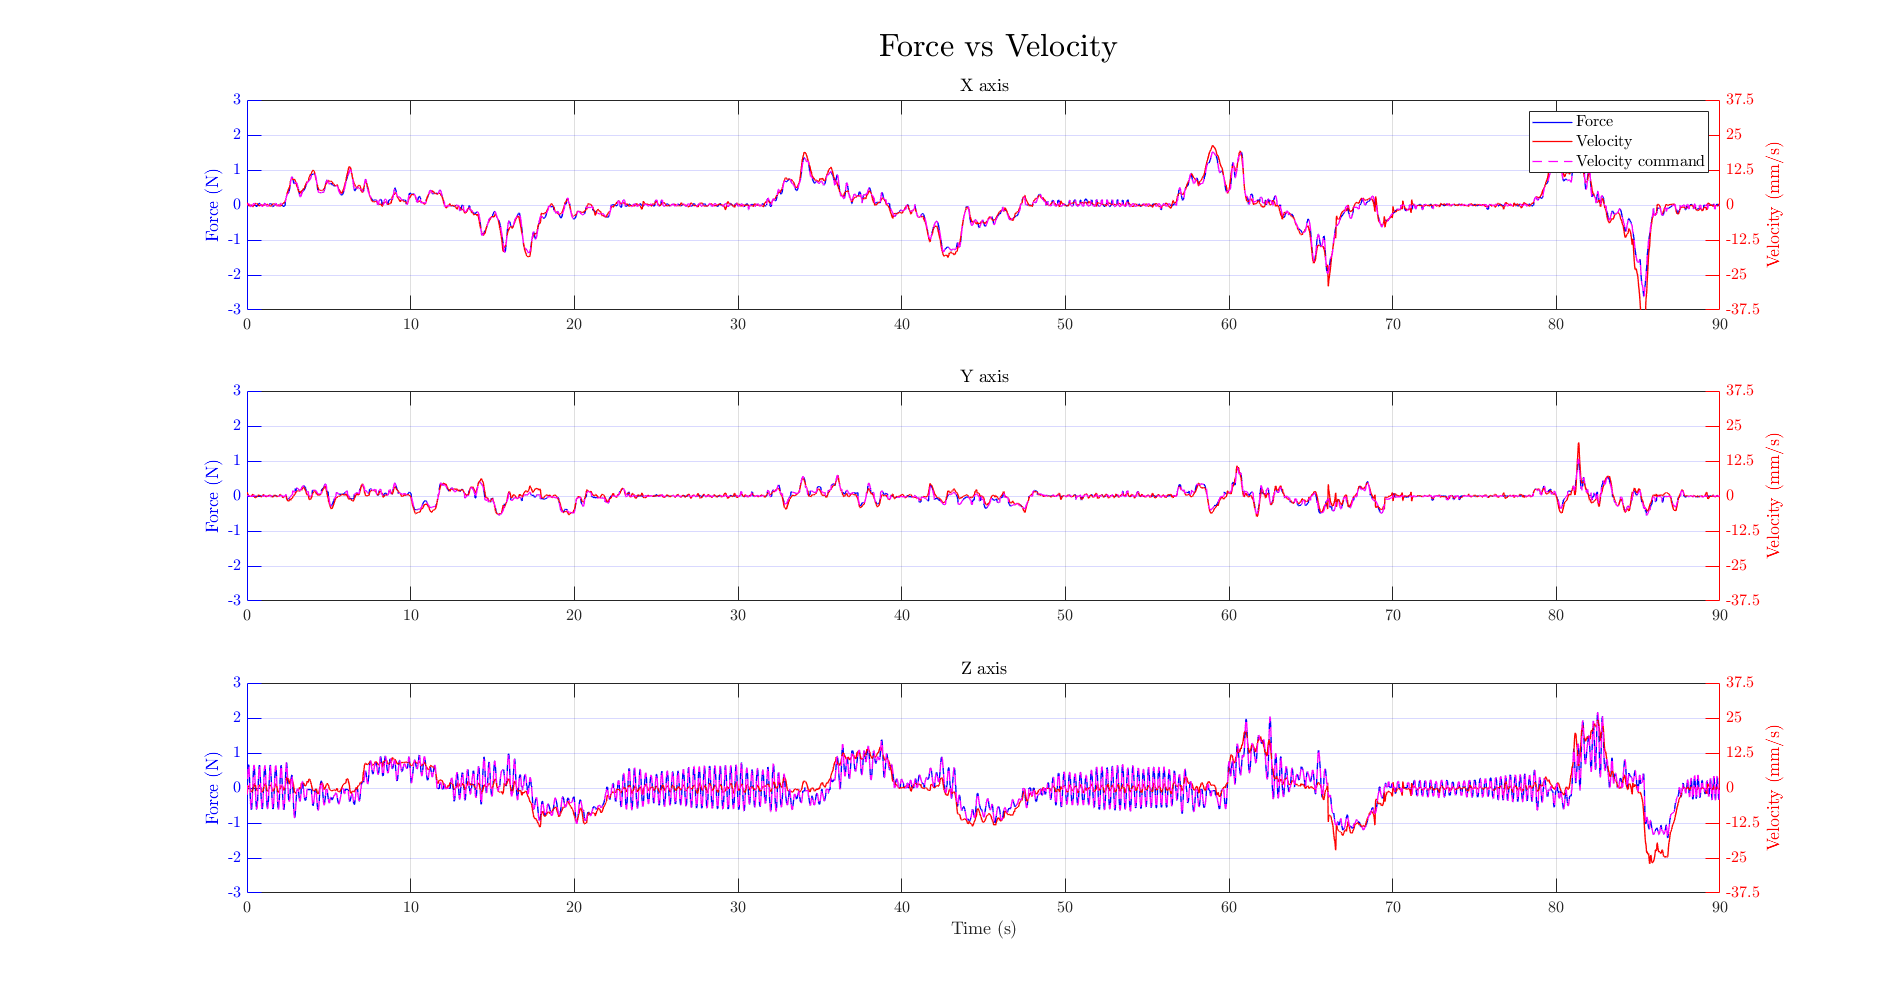 Force vs Velocity
X axis
3 2 1 0 -1 -2 -3
Force (N)
37.5 25 12.5 0 -12.5 -25 -37.5
Velocity (mm/s)
Force
Velocity
Velocity command
0 10 20 30 40 50 60 70 80 90
Y axis
3 2 1 0 -1 -2 -3
Force (N)
37.5 25 12.5 0 -12.5 -25 -37.5
Velocity (mm/s)
0 10 20 30 40 50 60 70 80 90
Z axis
3 2 1 0 -1 -2 -3
Force (N)
37.5 25 12.5 0 -12.5 -25 -37.5
Velocity (mm/s)
0 10 20 30 40 50 60 70 80 90
Time (s)